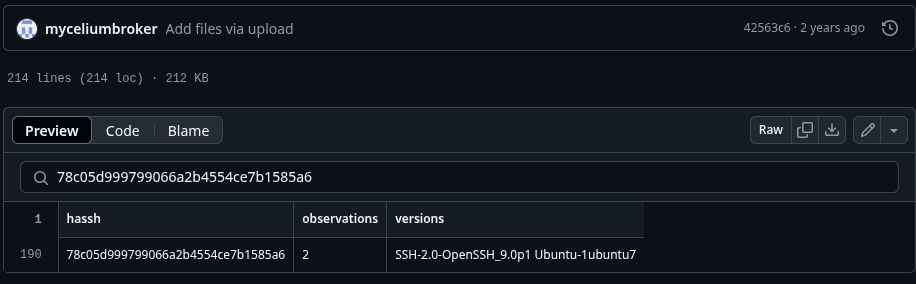 myceliumbroker Add files via upload 42563c6 · 2 years ago
214 lines (214 loc) · 212 KB
Preview Code Blame Raw
78c05d999799066a2b4554ce7b1585a6
1 hassh observations versions
190 78c05d999799066a2b4554ce7b1585a6 2 SSH-2.0-OpenSSH_9.0p1 Ubuntu-1ubuntu7